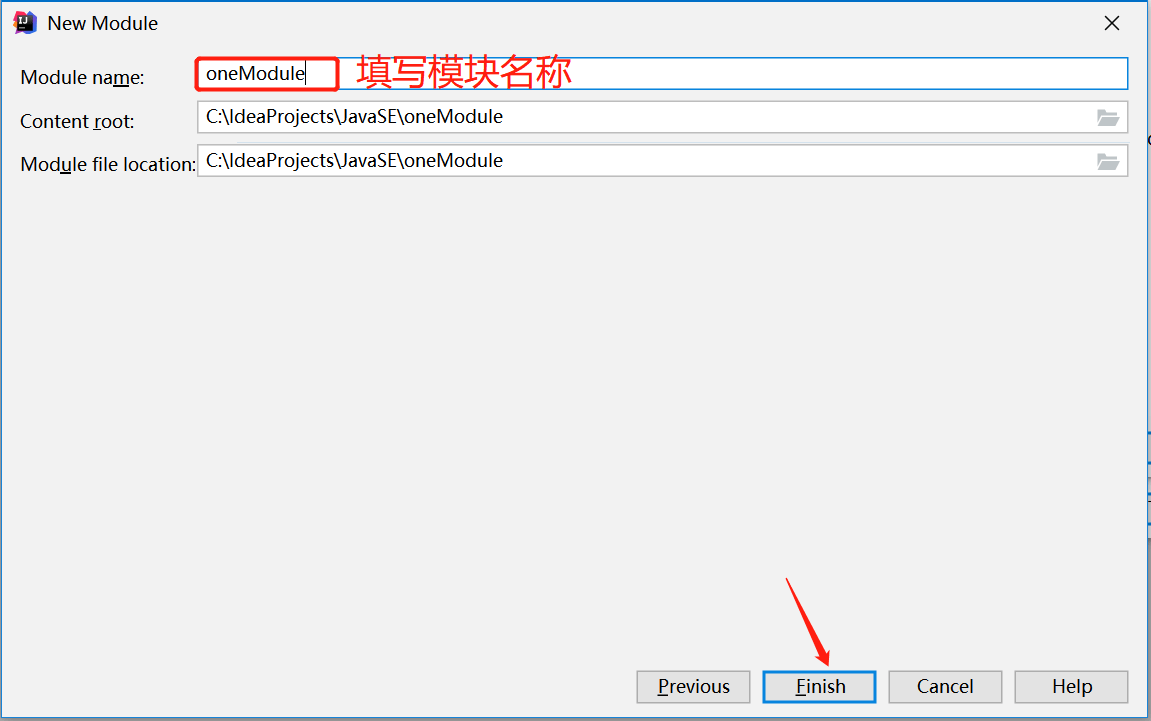 New Module
Module name: oneModule 填写模块名称
Content root: C:\IdeaProjects\JavaSE\oneModule
Module file location: C:\IdeaProjects\JavaSE\oneModule
Previous Finish Cancel Help